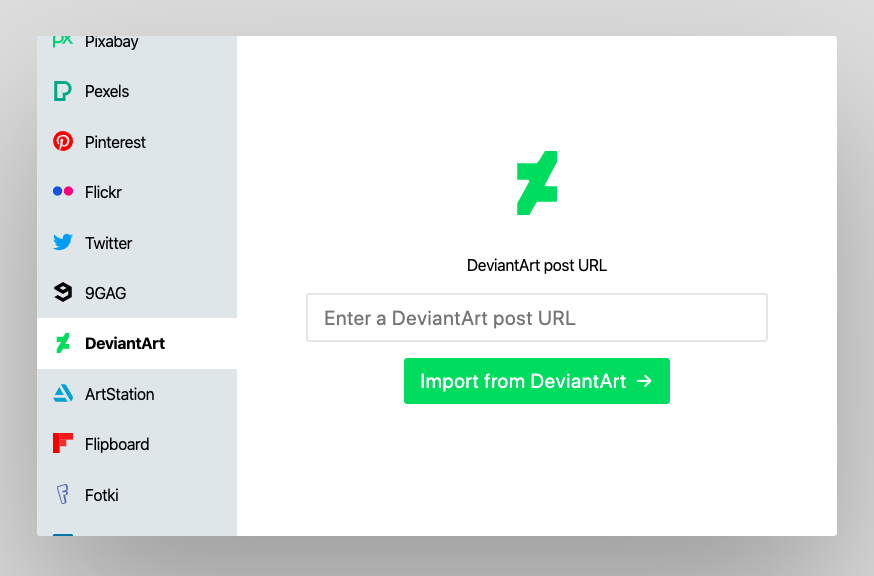 Pixabay
Pexels
Pinterest
Flickr
Twitter
9GAG
DeviantArt
ArtStation
Flipboard
Fotki
DeviantArt post URL
Enter a DeviantArt post URL
Import from DeviantArt →